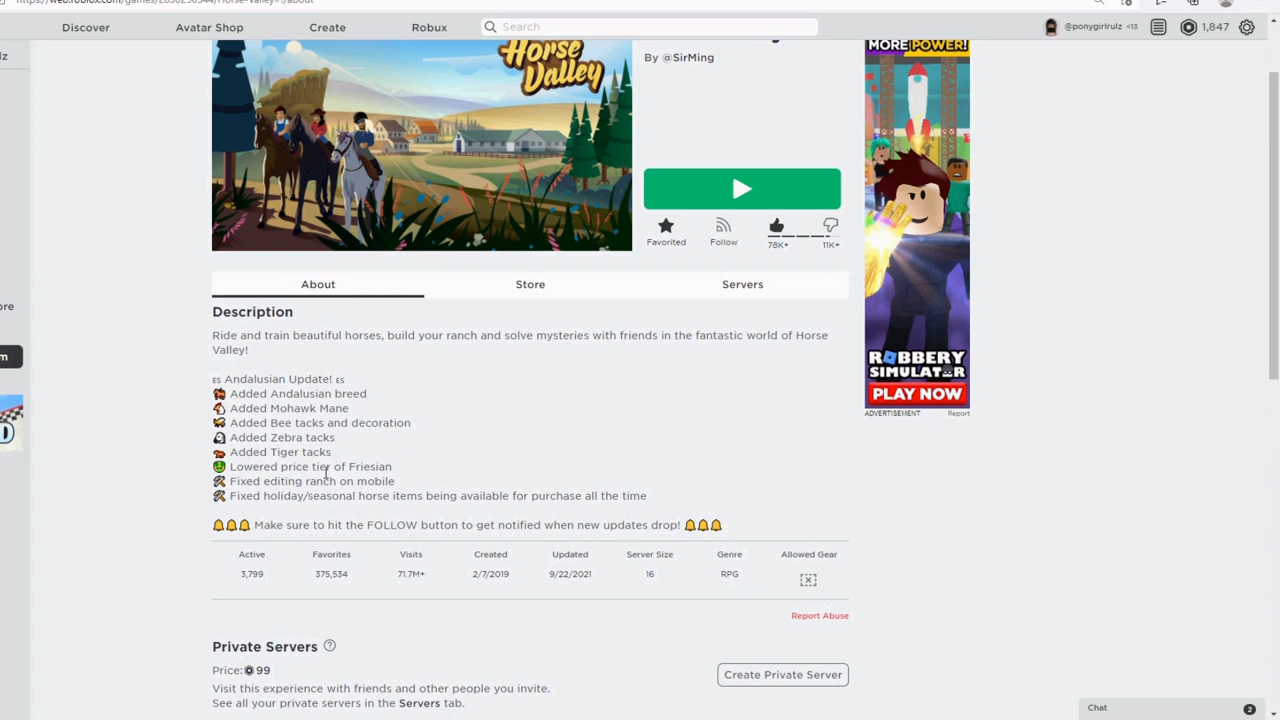 Discover
Avatar Shop
Create
Robux
Search
@ponygirlrulz <13
1,847
lz
Horse
Valley
By @SirMing
MORE POWER!
Favorited
Follow
78K+
11K+
About
Store
Servers
Description
Ride and train beautiful horses, build your ranch and solve mysteries with friends in the fantastic world of Horse
Valley!
ES Andalusian Update! ES
Added Andalusian breed
Added Mohawk Mane
Added Bee tacks and decoration
Added Zebra tacks
Added Tiger tacks
Lowered price tier of Friesian
Fixed editing ranch on mobile
Fixed holiday/seasonal horse items being available for purchase all the time
Make sure to hit the FOLLOW button to get notified when new updates drop!
ROBBERY
SIMULATOR
PLAY NOW
ADVERTISEMENT
Report
ore
m
Active
Favorites
Visits
Created
Updated
Server Size
Genre
Allowed Gear
3,799
375,534
71.7M+
2/7/2019
9/22/2021
16
RPG
Report Abuse
Private Servers
Price: 99
Create Private Server
Visit this experience with friends and other people you invite.
See all your private servers in the Servers tab.
Chat
2